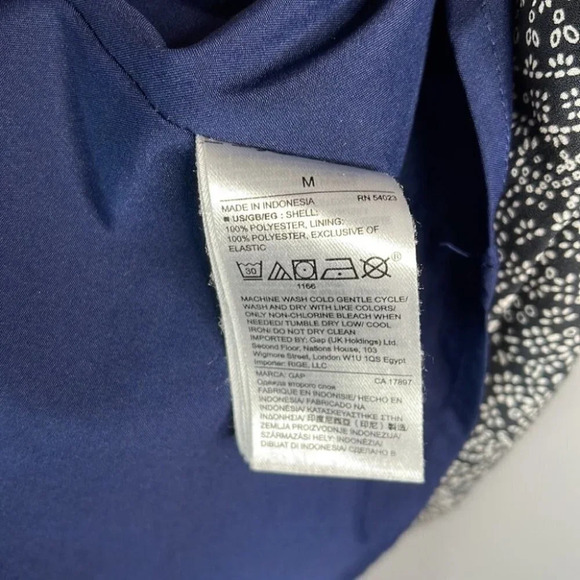 M
MADE IN INDONESIA RN 54023
■ US/GB/EG : SHELL:
100% POLYESTER, LINING:
100% POLYESTER, EXCLUSIVE OF
ELASTIC
30 ®
1166
MACHINE WASH COLD GENTLE CYCLE/
WASH AND DRY WITH LIKE COLORS/
ONLY NON-CHLORINE BLEACH WHEN
NEEDED/ TUMBLE DRY LOW/ COOL
IRON/ DO NOT DRY CLEAN
IMPORTED BY: Gap (UK Holdings) Ltd.
Second Floor, Nations House, 103
Wigmore Street, London W1U 1QS Egypt
Importer: RIGE, LLC
MARCA: GAP CA 17897
Одежда второго слоя
FABRIQUÉ EN INDONESIE/ HECHO EN
INDONESIA/ FABRICADO NA
INDONÉSIA/ ΚΑΤΑΣΚΕΥΑΣΤΗΚΕ ΣΤΗΝ
ΙΝΔΟΝΗΣΙΑ/ 印度尼西亚 (印尼) 製/
ZEMLJA PROIZVODNJE INDONEZIJA/
SZÁRMAZÁSI HELY: INDONÉZIA/
DIBUAT DI INDONESIA/ СДЕЛАНО В